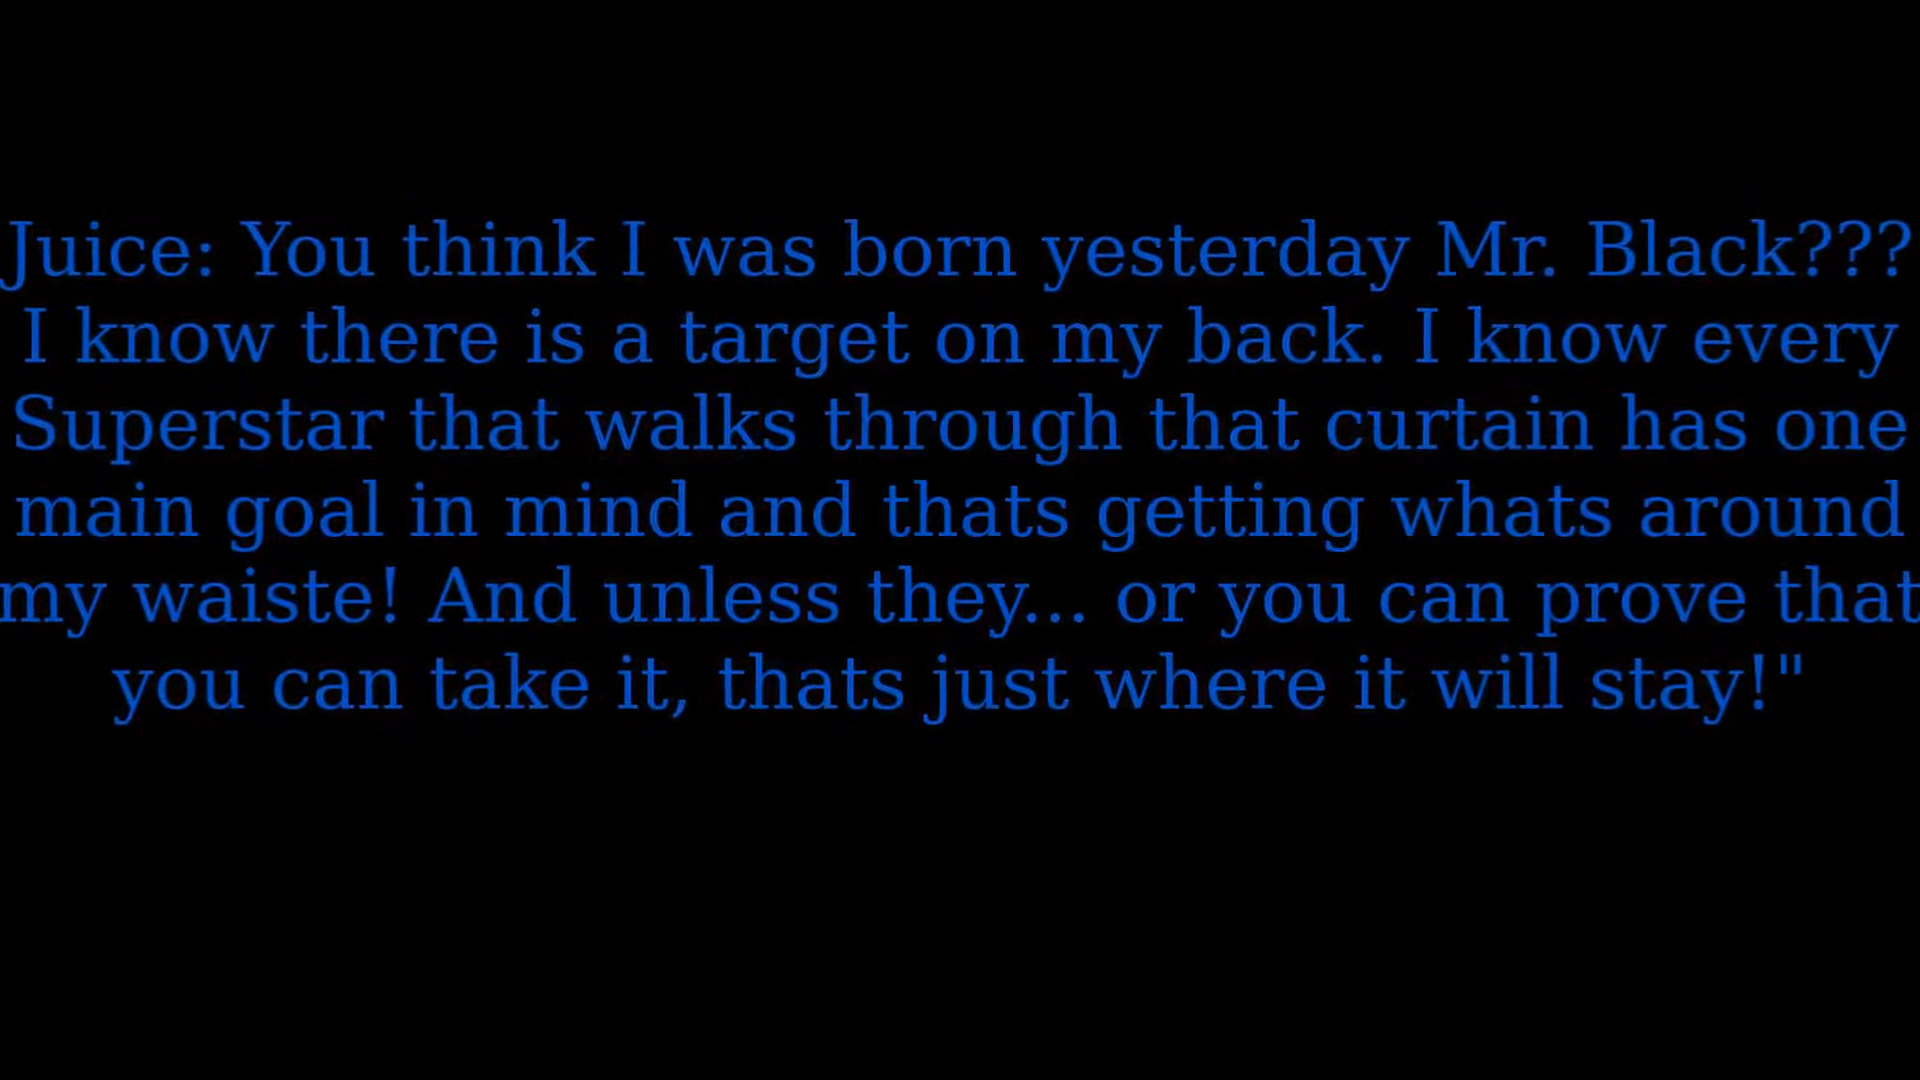 Juice: You think I was born yesterday Mr. Black???
I know there is a target on my back. I know every
Superstar that walks through that curtain has one
main goal in mind and thats getting whats around
my waiste! And unless they... or you can prove that
you can take it, thats just where it will stay!"